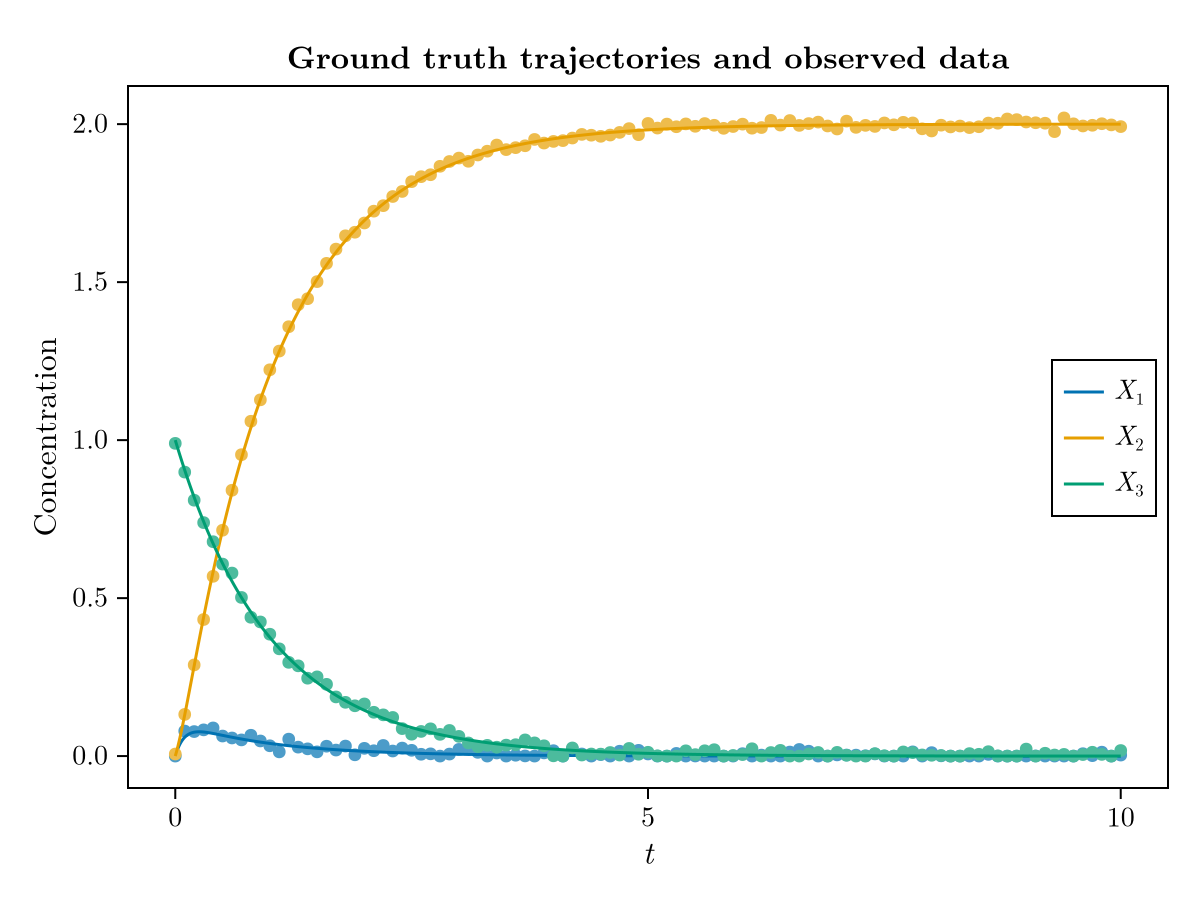 Ground truth trajectories and observed data
2.0
1.5
1.0
0.5
0.0
Concentration
0 5 10
t
X₁
X₂
X₃